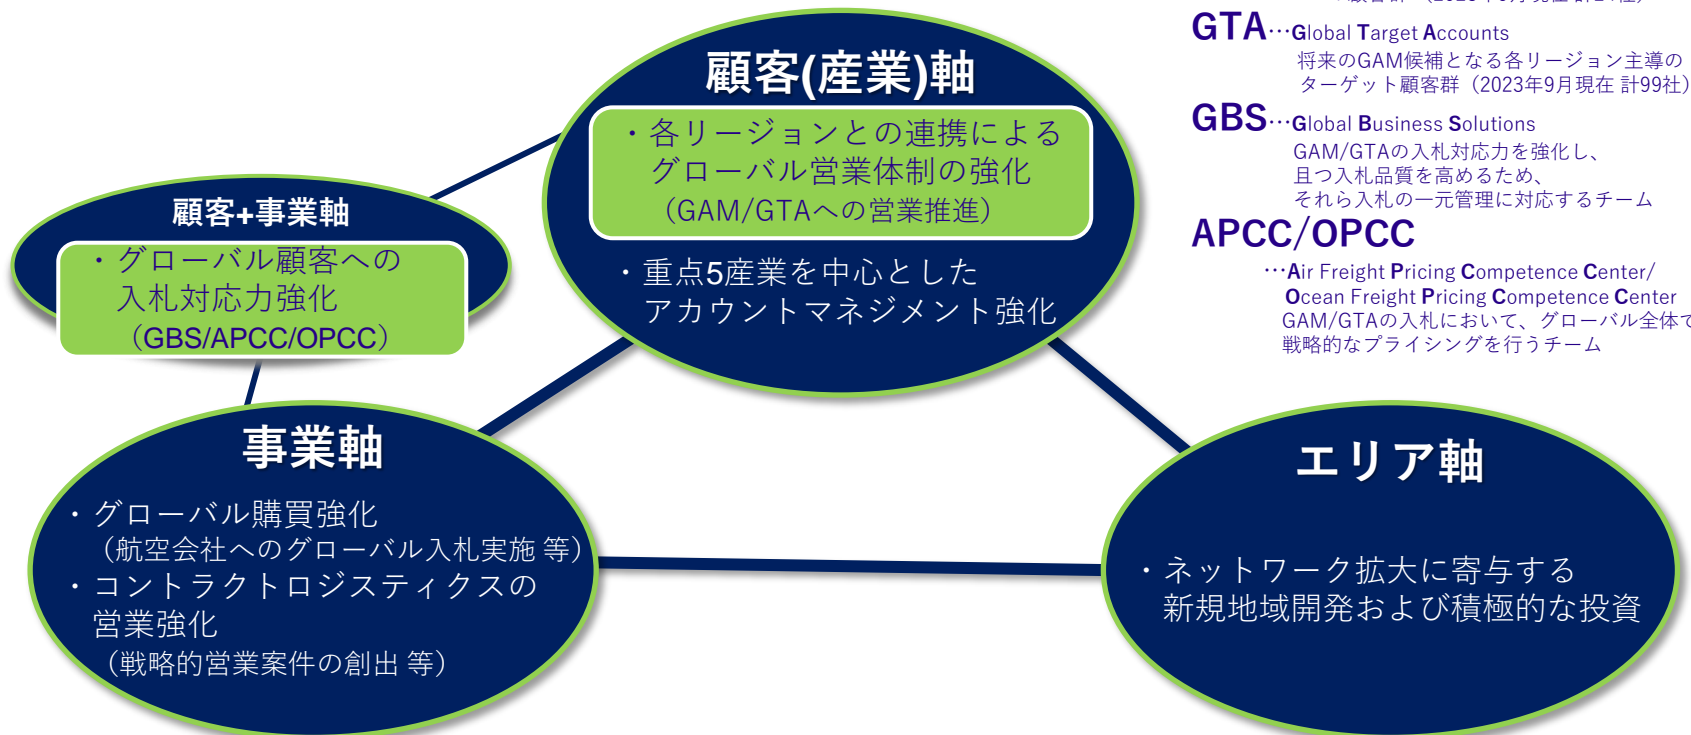 顧客(産業)軸
・各リージョンとの連携による
グローバル営業体制の強化
（GAM/GTAへの営業推進）
・重点5産業を中心とした
アカウントマネジメント強化
顧客+事業軸
・グローバル顧客への
入札対応力強化
（GBS/APCC/OPCC）
事業軸
・グローバル購買強化
（航空会社へのグローバル入札実施 等）
・コントラクトロジスティクスの
営業強化
（戦略的営業案件の創出 等）
エリア軸
・ネットワーク拡大に寄与する
新規地域開発および積極的な投資
GTA…Global Target Accounts
将来のGAM候補となる各リージョン主導の
ターゲット顧客群（2023年9月現在 計99社）
GBS…Global Business Solutions
GAM/GTAの入札対応力を強化し、
且つ入札品質を高めるため、
それら入札の一元管理に対応するチーム
APCC/OPCC
…Air Freight Pricing Competence Center/
Ocean Freight Pricing Competence Center
GAM/GTAの入札において、グローバル全体で
戦略的なプライシングを行うチーム